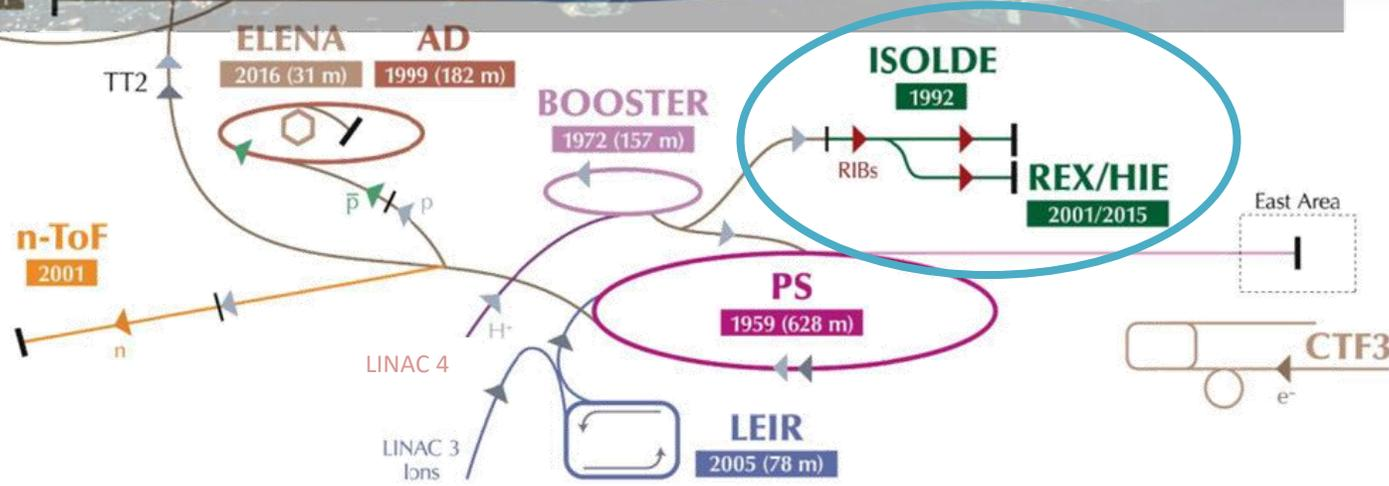 ELENA
2016 (31 m)
AD
1999 (182 m)
TT2
BOOSTER
1972 (157 m)
ISOLDE
1992
RIBs
REX/HIE
2001/2015
East Area
p̅
p
n-ToF
2001
n
H⁻
LINAC 4
PS
1959 (628 m)
CTF3
e⁻
LEIR
2005 (78 m)
LINAC 3
Ions